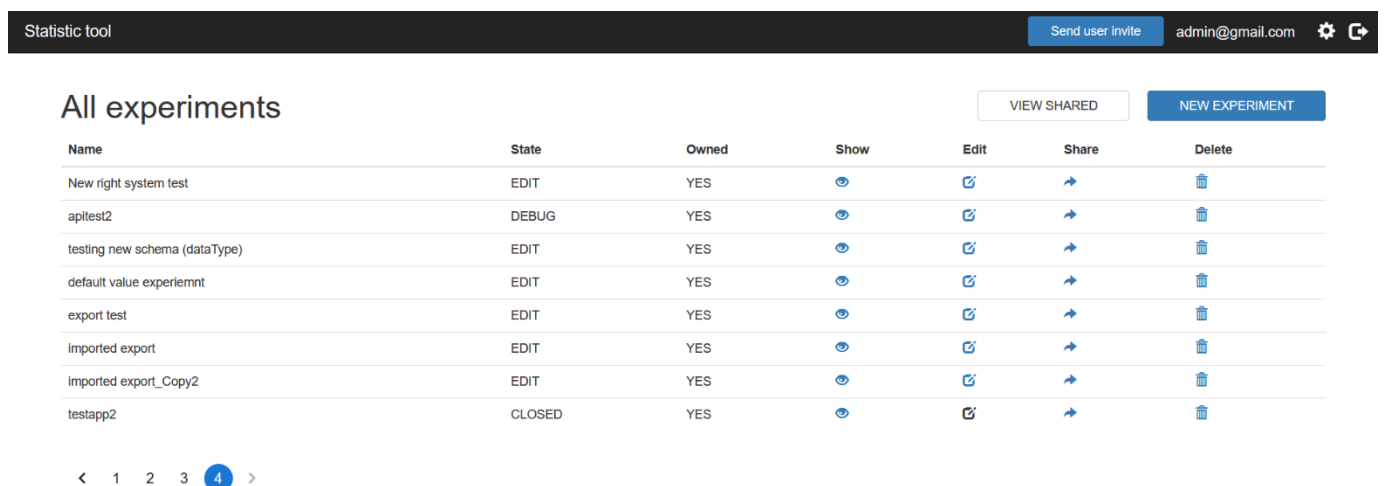 Statistic tool Send user invite admin@gmail.com
All experiments VIEW SHARED NEW EXPERIMENT
Name State Owned Show Edit Share Delete
New right system test EDIT YES
apitest2 DEBUG YES
testing new schema (dataType) EDIT YES
default value experiemnt EDIT YES
export test EDIT YES
imported export EDIT YES
imported export_Copy2 EDIT YES
testapp2 CLOSED YES
1 2 3 4